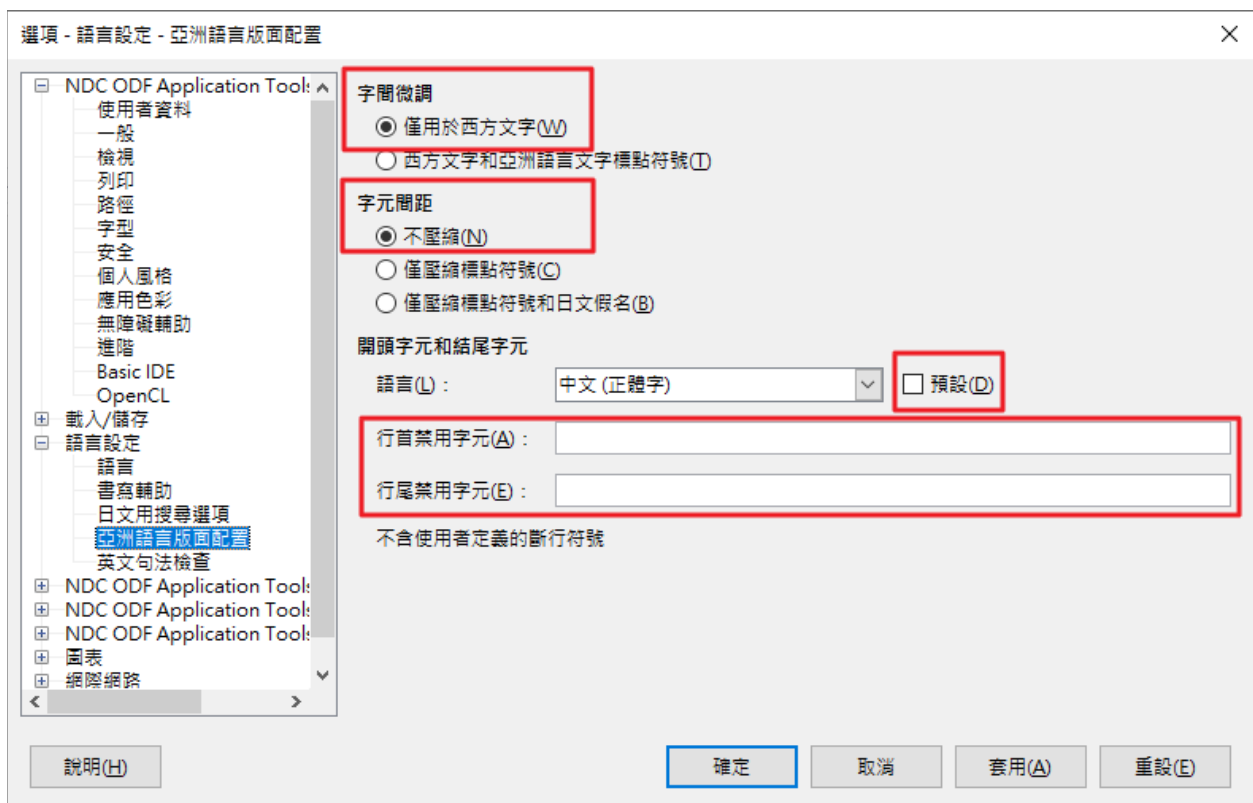 選項 - 語言設定 - 亞洲語言版面配置
NDC ODF Application Tools
使用者資料
一般
檢視
列印
路徑
字型
安全
個人風格
應用色彩
無障礙輔助
進階
Basic IDE
OpenCL
載入/儲存
語言設定
語言
書寫輔助
日文用搜尋選項
亞洲語言版面配置
英文句法檢查
NDC ODF Application Tools
NDC ODF Application Tools
NDC ODF Application Tools
圖表
網際網路
字間微調
僅用於西方文字(W)
西方文字和亞洲語言文字標點符號(T)
字元間距
不壓縮(N)
僅壓縮標點符號(C)
僅壓縮標點符號和日文假名(B)
開頭字元和結尾字元
語言(L)： 中文 (正體字) 預設(D)
行首禁用字元(A)：
行尾禁用字元(E)：
不含使用者定義的斷行符號
說明(H) 確定 取消 套用(A) 重設(E)